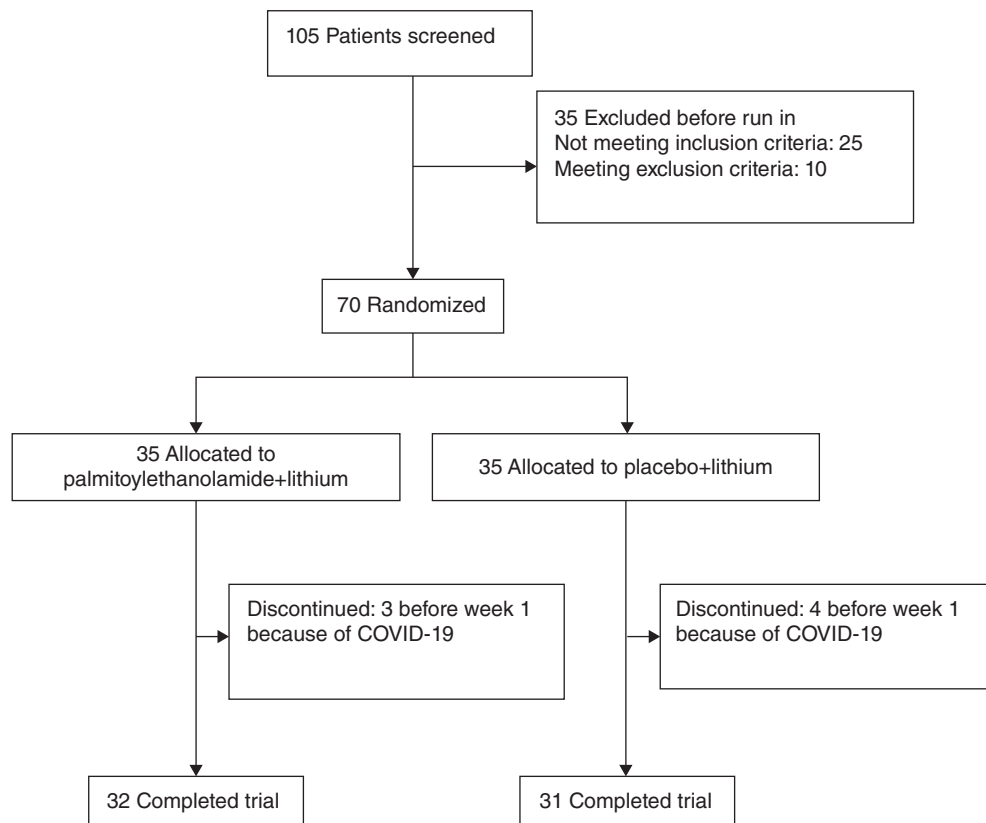 105 Patients screened
35 Excluded before run in
Not meeting inclusion criteria: 25
Meeting exclusion criteria: 10
70 Randomized
35 Allocated to
palmitoylethanolamide+lithium
35 Allocated to placebo+lithium
Discontinued: 3 before week 1
because of COVID-19
Discontinued: 4 before week 1
because of COVID-19
32 Completed trial
31 Completed trial